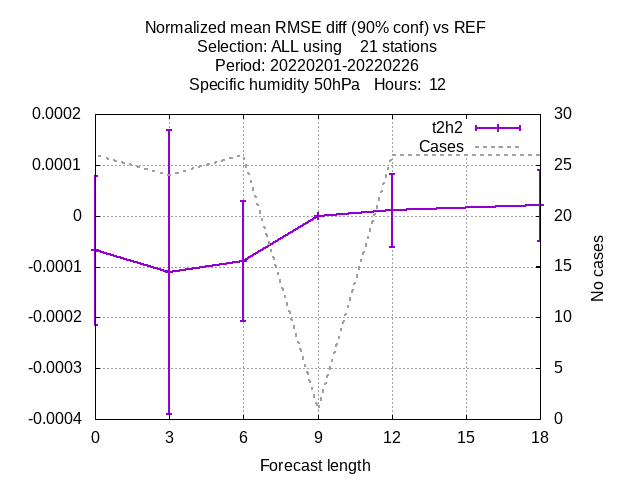 Normalized mean RMSE diff (90% conf) vs REF
Selection: ALL using    21 stations
Period: 20220201-20220226
Specific humidity 50hPa   Hours:  12
0.0002
0.0001
0
-0.0001
-0.0002
-0.0003
-0.0004
t2h2
Cases
30
25
20
15
10
5
0
No cases
0 3 6 9 12 15 18
Forecast length